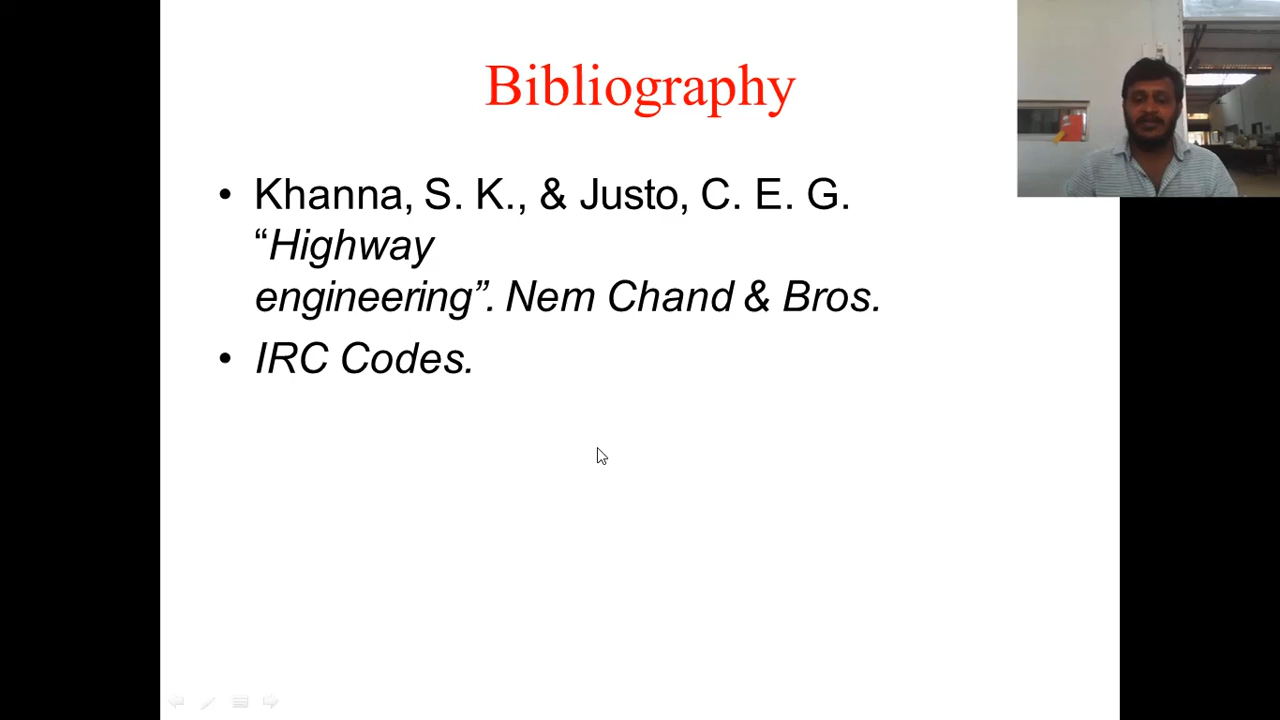 Bibliography
• Khanna, S. K., & Justo, C. E. G.
“Highway
engineering”. Nem Chand & Bros.
• IRC Codes.